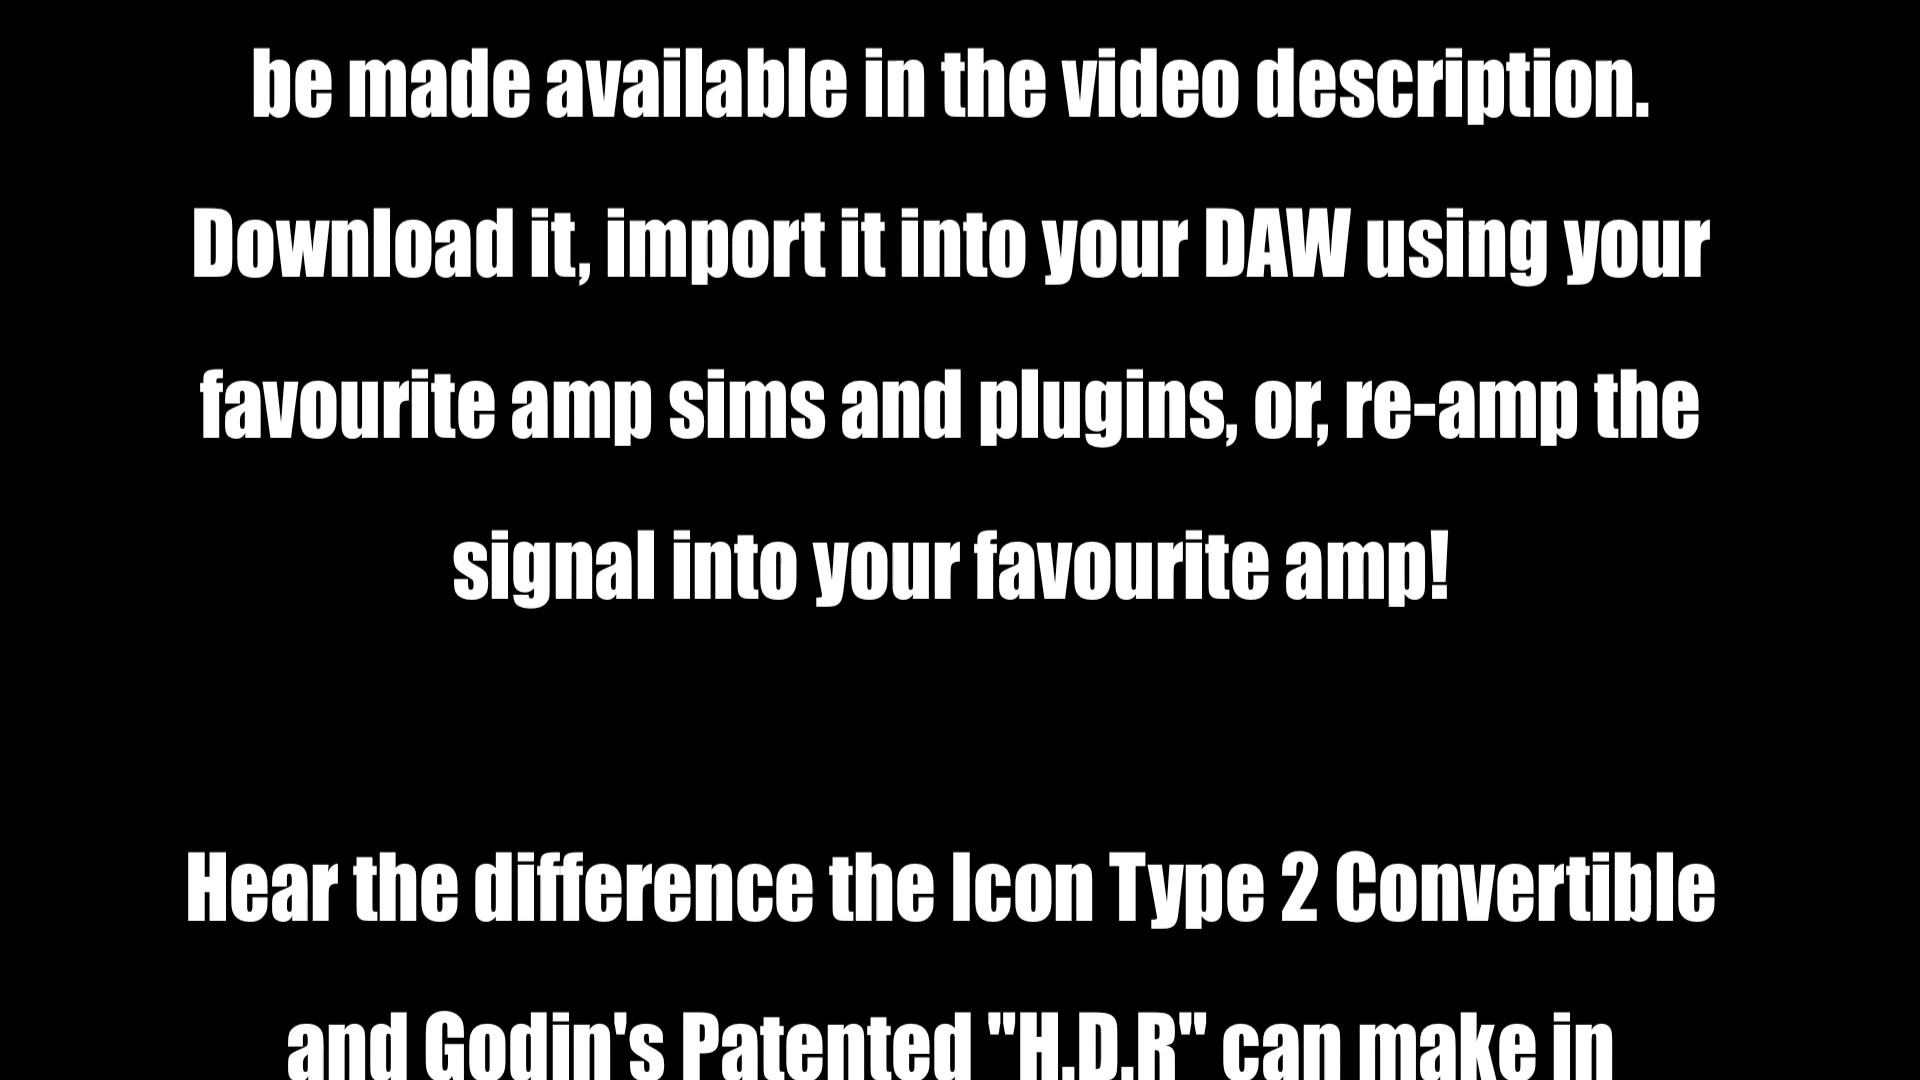 be made available in the video description.
Download it, import it into your DAW using your
favourite amp sims and plugins, or, re-amp the
signal into your favourite amp!
Hear the difference the Icon Type 2 Convertible
and Godin's Patented "H.D.R" can make in